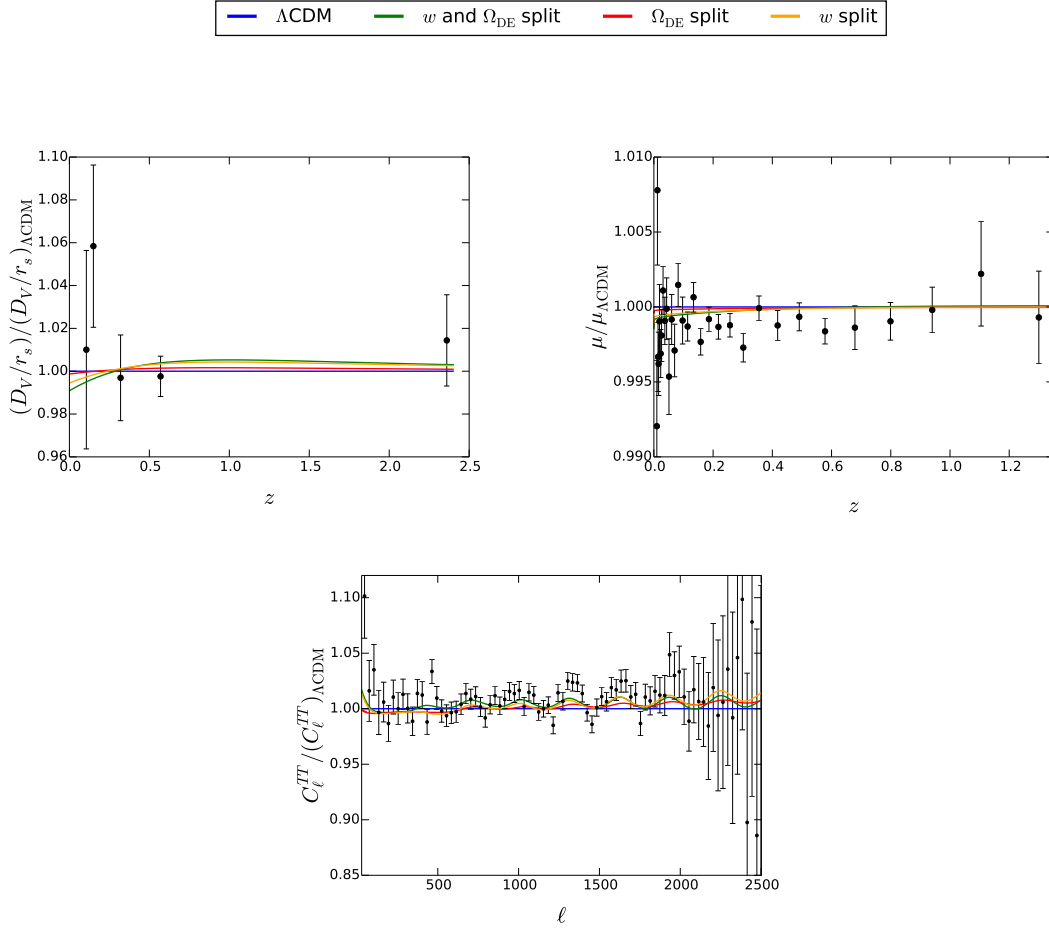 ΛCDM w and Ω_DE split Ω_DE split w split
(D_V/r_s)/(D_V/r_s)_ΛCDM
1.10
1.08
1.06
1.04
1.02
1.00
0.98
0.96
0.0 0.5 1.0 1.5 2.0 2.5
z
μ/μ_ΛCDM
1.010
1.005
1.000
0.995
0.990
0.0 0.2 0.4 0.6 0.8 1.0 1.2
z
C_ℓ^TT/(C_ℓ^TT)_ΛCDM
1.10
1.05
1.00
0.95
0.90
0.85
500 1000 1500 2000 2500
ℓ